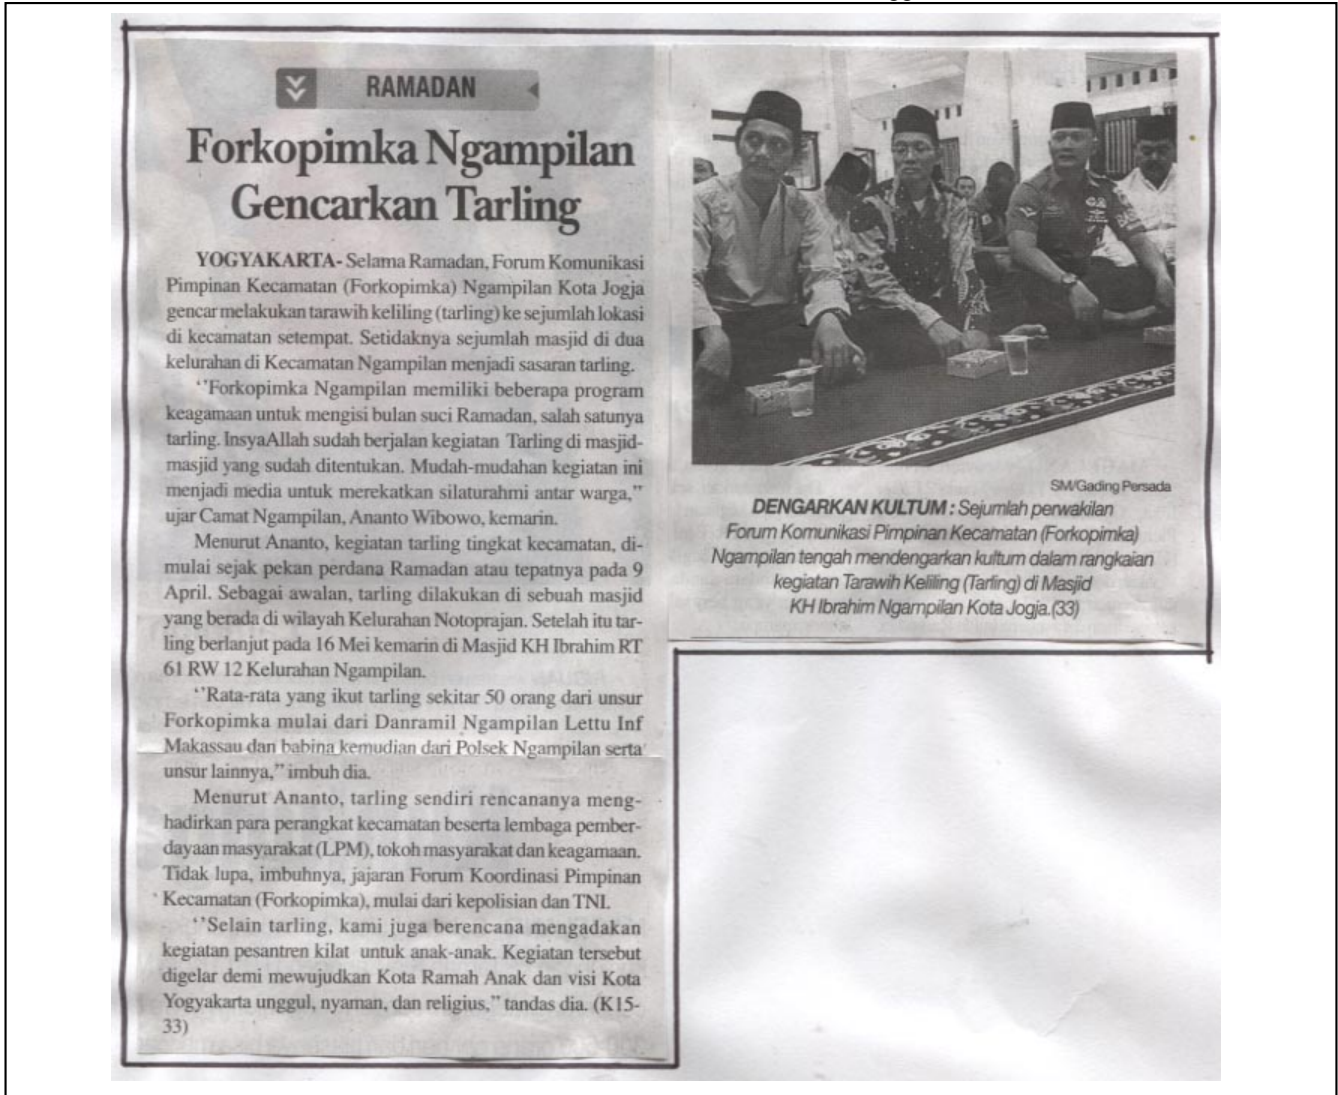 RAMADAN
Forkopimka Ngampilan
Gencarkan Tarling
YOGYAKARTA- Selama Ramadan, Forum Komunikasi
Pimpinan Kecamatan (Forkopimka) Ngampilan Kota Jogja
gencar melakukan tarawih keliling (tarling) ke sejumlah lokasi
di kecamatan setempat. Setidaknya sejumlah masjid di dua
kelurahan di Kecamatan Ngampilan menjadi sasaran tarling.
‘’Forkopimka Ngampilan memiliki beberapa program
keagamaan untuk mengisi bulan suci Ramadan, salah satunya
tarling. InsyaAllah sudah berjalan kegiatan Tarling di masjid-
masjid yang sudah ditentukan. Mudah-mudahan kegiatan ini
menjadi media untuk merekatkan silaturahmi antar warga,”
ujar Camat Ngampilan, Ananto Wibowo, kemarin.
Menurut Ananto, kegiatan tarling tingkat kecamatan, di-
mulai sejak pekan perdana Ramadan atau tepatnya pada 9
April. Sebagai awalan, tarling dilakukan di sebuah masjid
yang berada di wilayah Kelurahan Notoprajan. Setelah itu tar-
ling berlanjut pada 16 Mei kemarin di Masjid KH Ibrahim RT
61 RW 12 Kelurahan Ngampilan.
‘’Rata-rata yang ikut tarling sekitar 50 orang dari unsur
Forkopimka mulai dari Danramil Ngampilan Lettu Inf
Makassau dan babina kemudian dari Polsek Ngampilan serta
unsur lainnya,” imbuh dia.
Menurut Ananto, tarling sendiri rencananya meng-
hadirkan para perangkat kecamatan beserta lembaga pember-
dayaan masyarakat (LPM), tokoh masyarakat dan keagamaan.
Tidak lupa, imbuhnya, jajaran Forum Koordinasi Pimpinan
Kecamatan (Forkopimka), mulai dari kepolisian dan TNI.
‘’Selain tarling, kami juga berencana mengadakan
kegiatan pesantren kilat untuk anak-anak. Kegiatan tersebut
digelar demi mewujudkan Kota Ramah Anak dan visi Kota
Yogyakarta unggul, nyaman, dan religius,” tandas dia. (K15-
33)
SM/Gading Persada
DENGARKAN KULTUM : Sejumlah perwakilan
Forum Komunikasi Pimpinan Kecamatan (Forkopimka)
Ngampilan tengah mendengarkan kultum dalam rangkaian
kegiatan Tarawih Keliling (Tarling) di Masjid
KH Ibrahim Ngampilan Kota Jogja.(33)